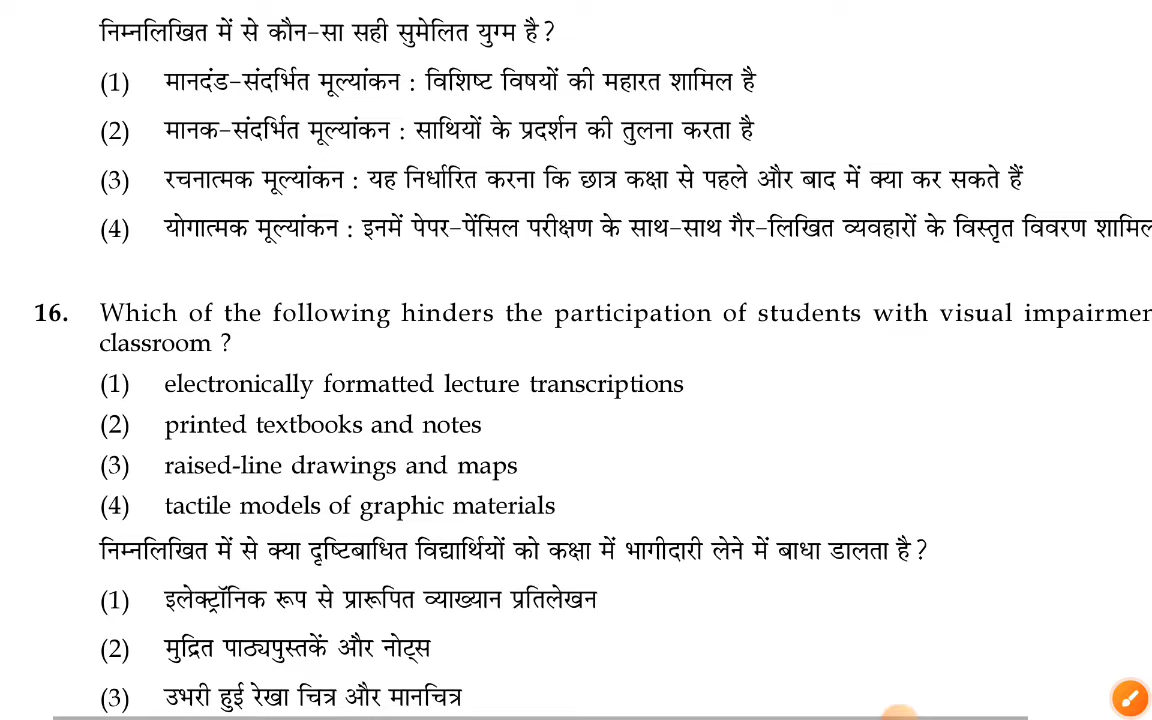 निम्नलिखित में से कौन-सा सही सुमेलित युग्म है ?
(1) मानदंड-संदर्भित मूल्यांकन : विशिष्ट विषयों की महारत शामिल है
(2) मानक-संदर्भित मूल्यांकन : साथियों के प्रदर्शन की तुलना करता है
(3) रचनात्मक मूल्यांकन : यह निर्धारित करना कि छात्र कक्षा से पहले और बाद में क्या कर सकते हैं
(4) योगात्मक मूल्यांकन : इनमें पेपर-पेंसिल परीक्षण के साथ-साथ गैर-लिखित व्यवहारों के विस्तृत विवरण शामिल
16. Which of the following hinders the participation of students with visual impairmen
classroom ?
(1) electronically formatted lecture transcriptions
(2) printed textbooks and notes
(3) raised-line drawings and maps
(4) tactile models of graphic materials
निम्नलिखित में से क्या दृष्टिबाधित विद्यार्थियों को कक्षा में भागीदारी लेने में बाधा डालता है ?
(1) इलेक्ट्रॉनिक रूप से प्रारूपित व्याख्यान प्रतिलेखन
(2) मुद्रित पाठ्यपुस्तकें और नोट्स
(3) उभरी हुई रेखा चित्र और मानचित्र